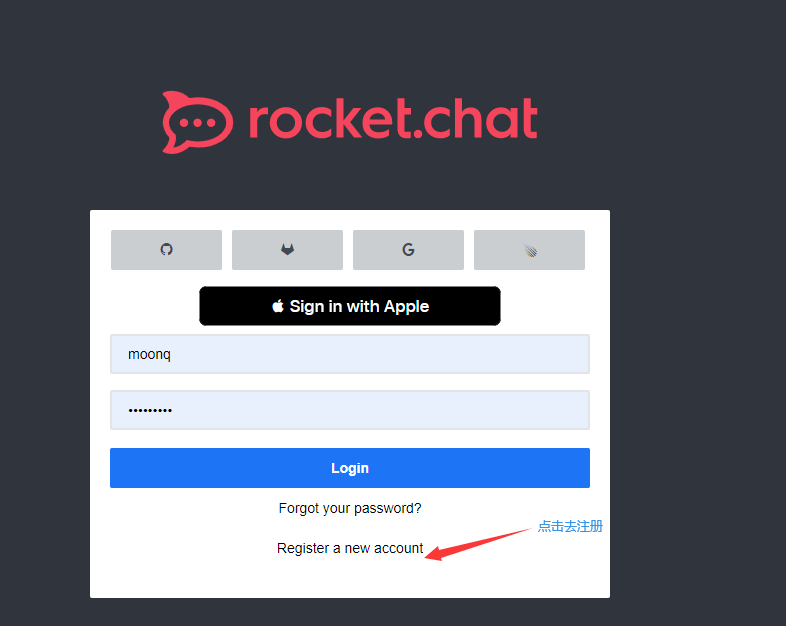 rocket.chat
Sign in with Apple
moonq
•••••••••
Login
Forgot your password?
点击去注册
Register a new account